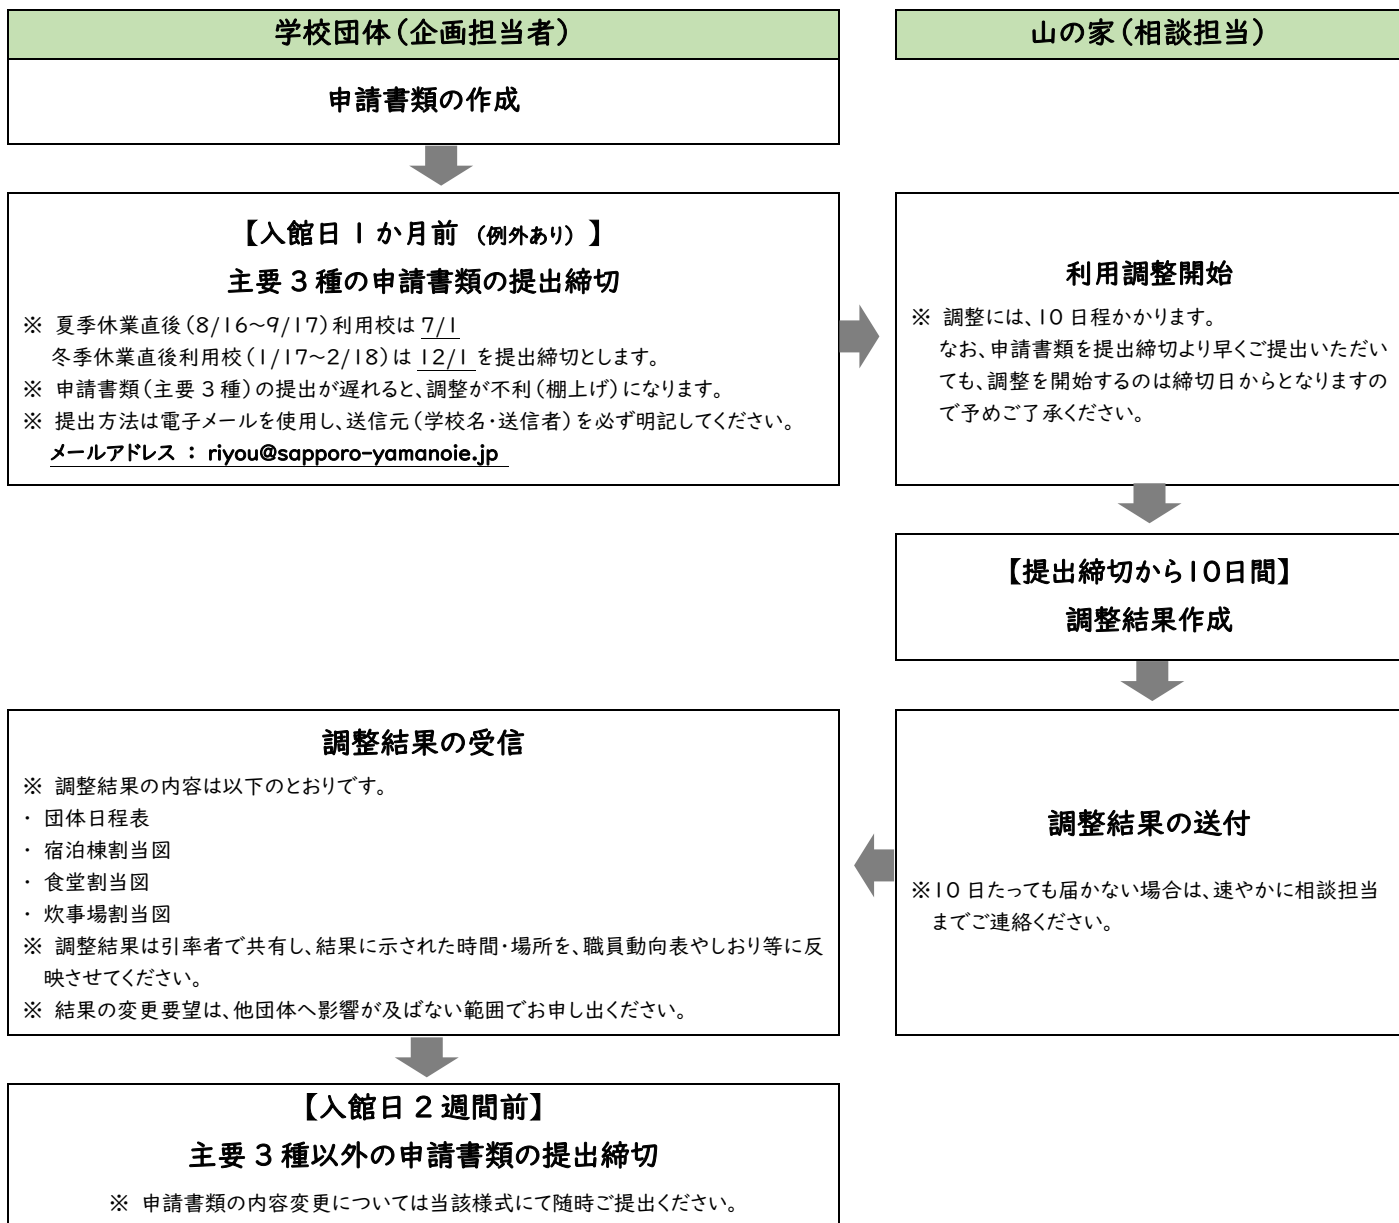 学校団体（企画担当者）
山の家（相談担当）
申請書類の作成
【入館日１か月前（例外あり）】
主要３種の申請書類の提出締切
※ 夏季休業直後（8/16～9/17）利用校は 7/1
冬季休業直後利用校（1/17～2/18）は 12/1 を提出締切とします。
※ 申請書類（主要３種）の提出が遅れると、調整が不利（棚上げ）になります。
※ 提出方法は電子メールを使用し、送信元（学校名・送信者）を必ず明記してください。
メールアドレス ： riyou@sapporo-yamanoie.jp
利用調整開始
※ 調整には、10 日程かかります。
なお、申請書類を提出締切より早くご提出いただい
ても、調整を開始するのは締切日からとなりますの
で予めご了承ください。
【提出締切から10日間】
調整結果作成
調整結果の送付
※10 日たっても届かない場合は、速やかに相談担当
までご連絡ください。
調整結果の受信
※ 調整結果の内容は以下のとおりです。
・ 団体日程表
・ 宿泊棟割当図
・ 食堂割当図
・ 炊事場割当図
※ 調整結果は引率者で共有し、結果に示された時間・場所を、職員動向表やしおり等に反
映させてください。
※ 結果の変更要望は、他団体へ影響が及ばない範囲でお申し出ください。
【入館日２週間前】
主要３種以外の申請書類の提出締切
※ 申請書類の内容変更については当該様式にて随時ご提出ください。